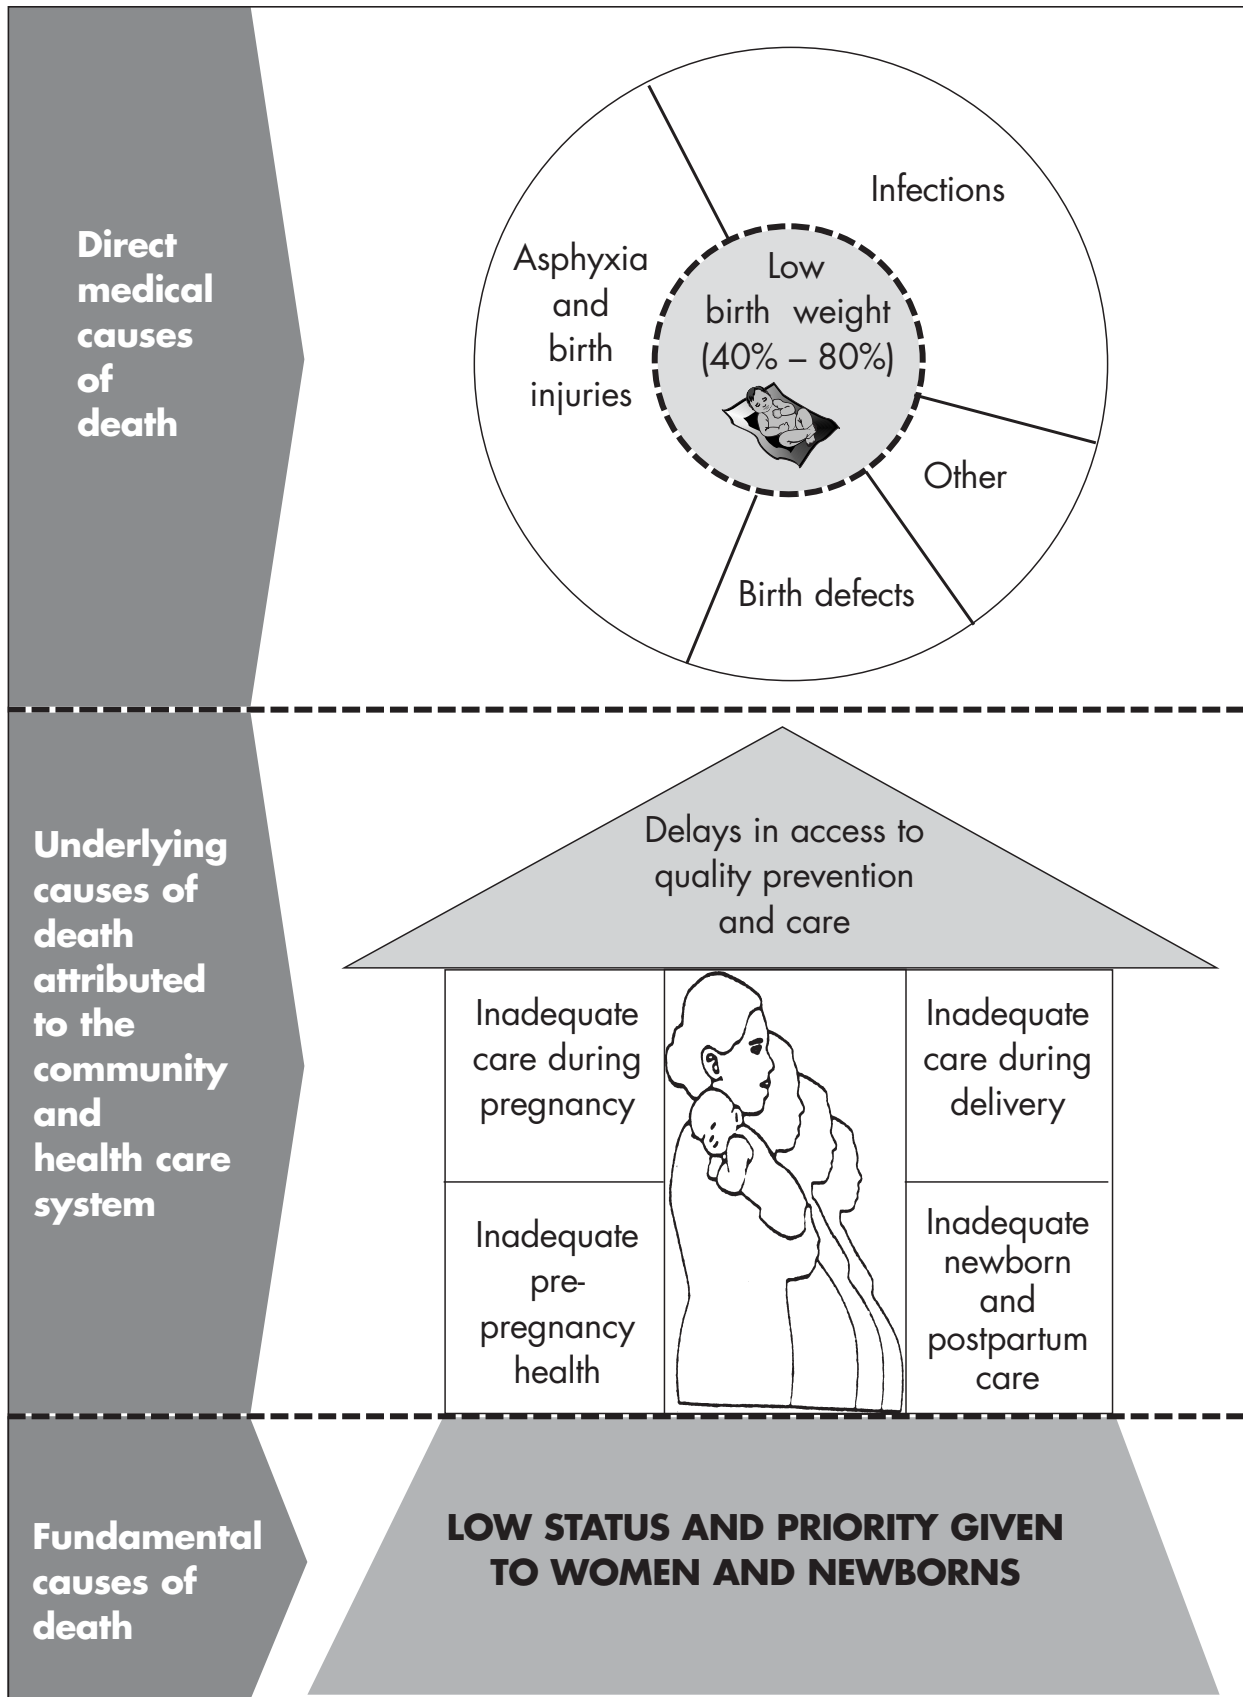 Direct
medical
causes
of
death
Infections
Asphyxia
and
birth
injuries
Low
birth weight
(40% – 80%)
Other
Birth defects
Underlying
causes of
death
attributed
to the
community
and
health care
system
Delays in access to
quality prevention
and care
Inadequate
care during
pregnancy
Inadequate
care during
delivery
Inadequate
pre-
pregnancy
health
Inadequate
newborn
and
postpartum
care
Fundamental
causes of
death
LOW STATUS AND PRIORITY GIVEN
TO WOMEN AND NEWBORNS